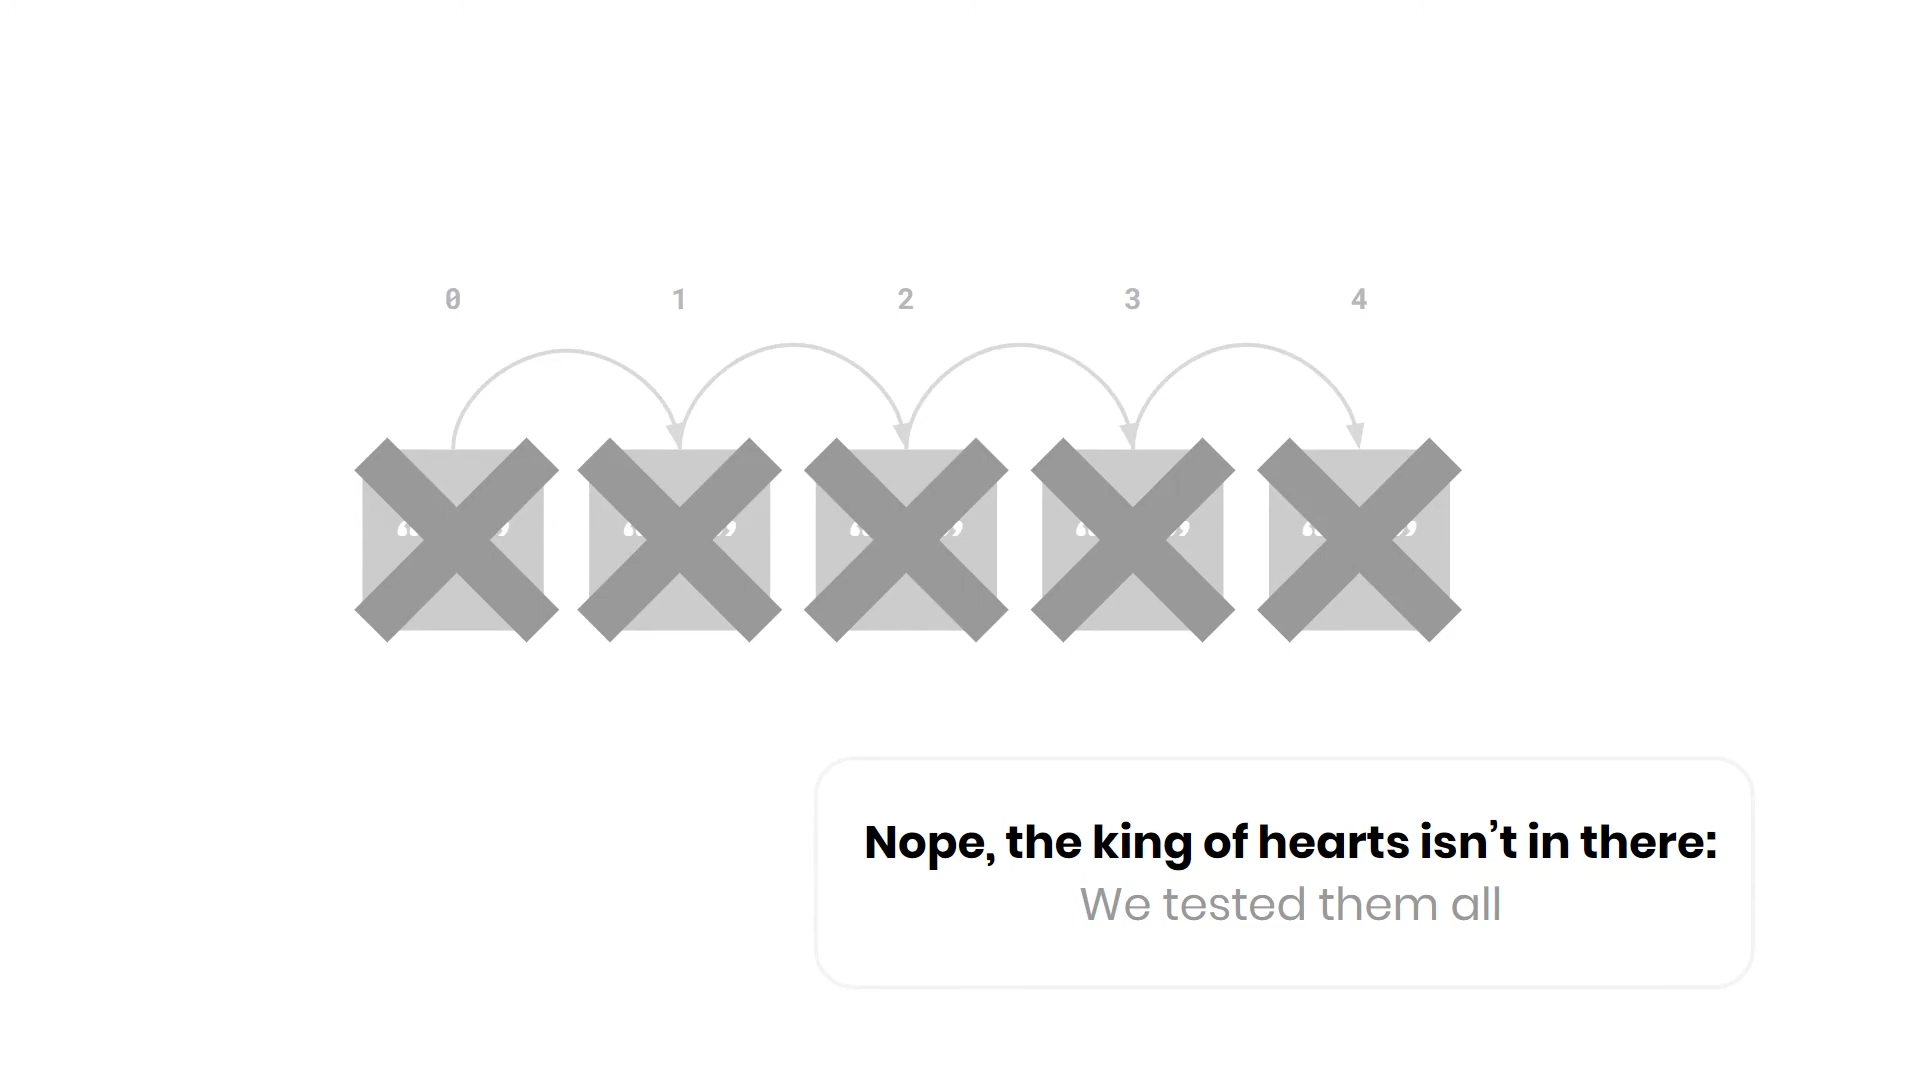 0 1 2 3 4
Nope, the king of hearts isn’t in there:
We tested them all